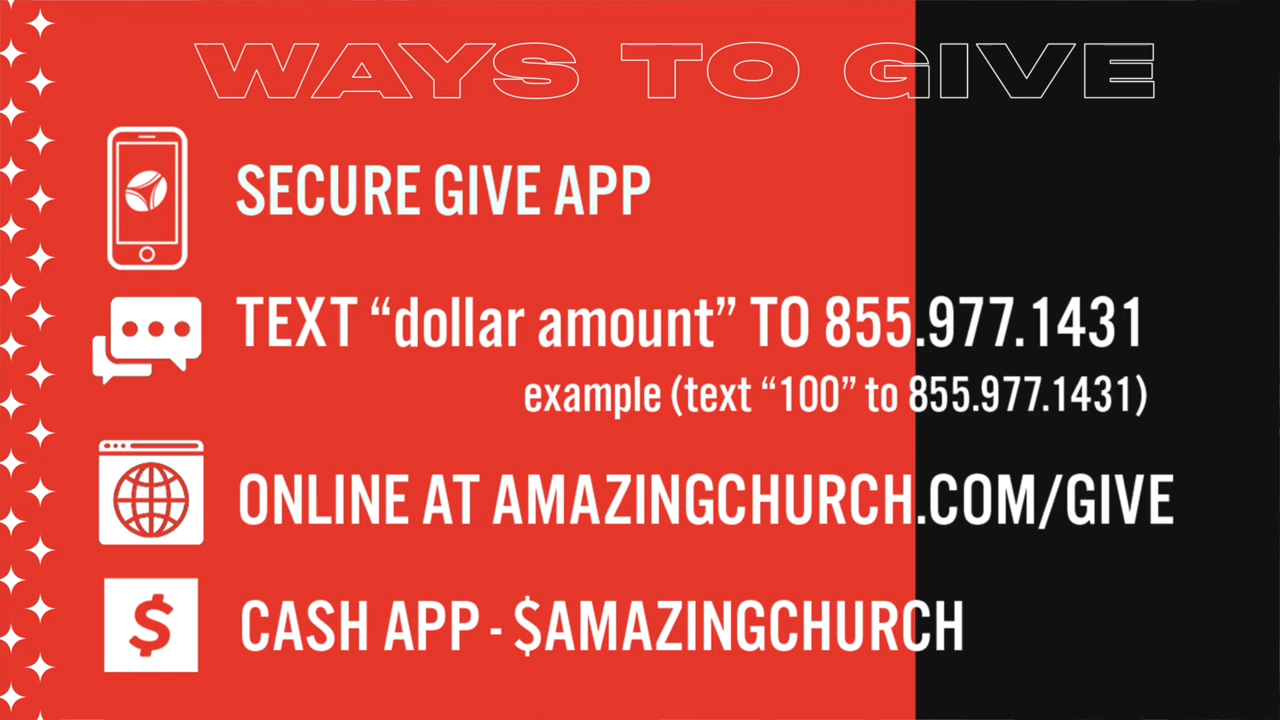 WAYS TO GIVE
SECURE GIVE APP
TEXT “dollar amount” TO 855.977.1431
example (text “100” to 855.977.1431)
ONLINE AT AMAZINGCHURCH.COM/GIVE
$
CASH APP - $AMAZINGCHURCH